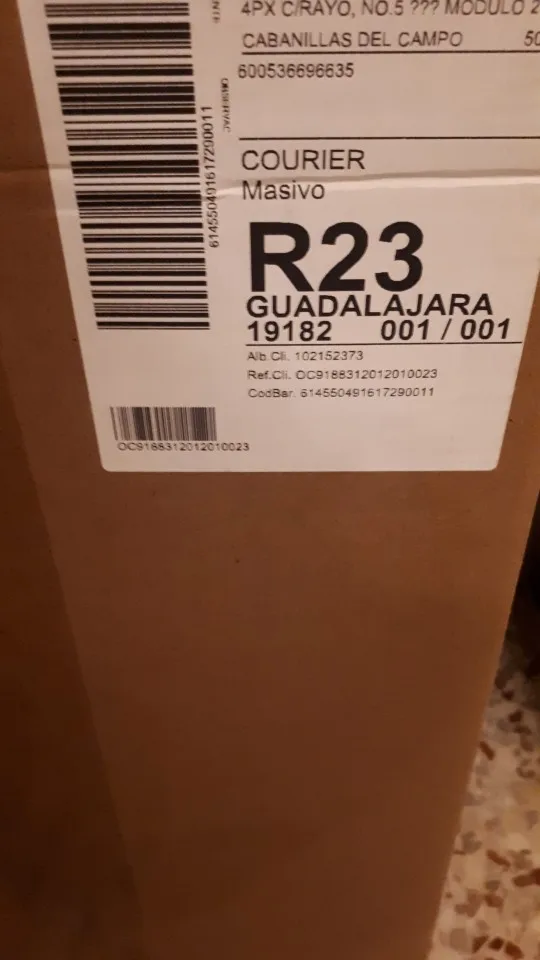 4PX C/RAYO, NO.5 ??? MODULO 2
CABANILLAS DEL CAMPO 50
600536696635
COURIER
Masivo
R23
GUADALAJARA
19182 001 / 001
Alb.Cli. 102152373
Ref.Cli. OC9188312012010023
CodBar. 614550491617290011
OC9188312012010023
614550491617290011